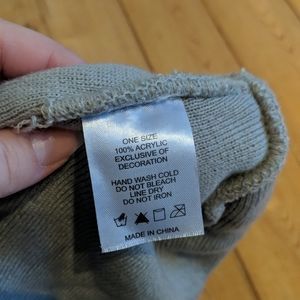 ONE SIZE
100% ACRYLIC
EXCLUSIVE OF
DECORATION
HAND WASH COLD
DO NOT BLEACH
LINE DRY
DO NOT IRON
MADE IN CHINA